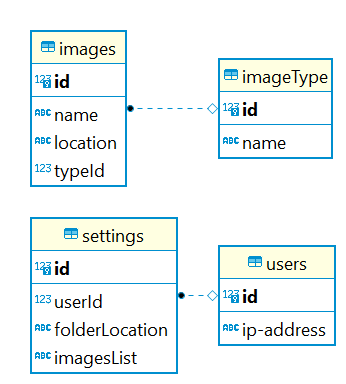 images
123 id
ABC name
ABC location
123 typeId
imageType
123 id
ABC name
settings
123 id
123 userId
ABC folderLocation
ABC imagesList
users
123 id
ABC ip-address